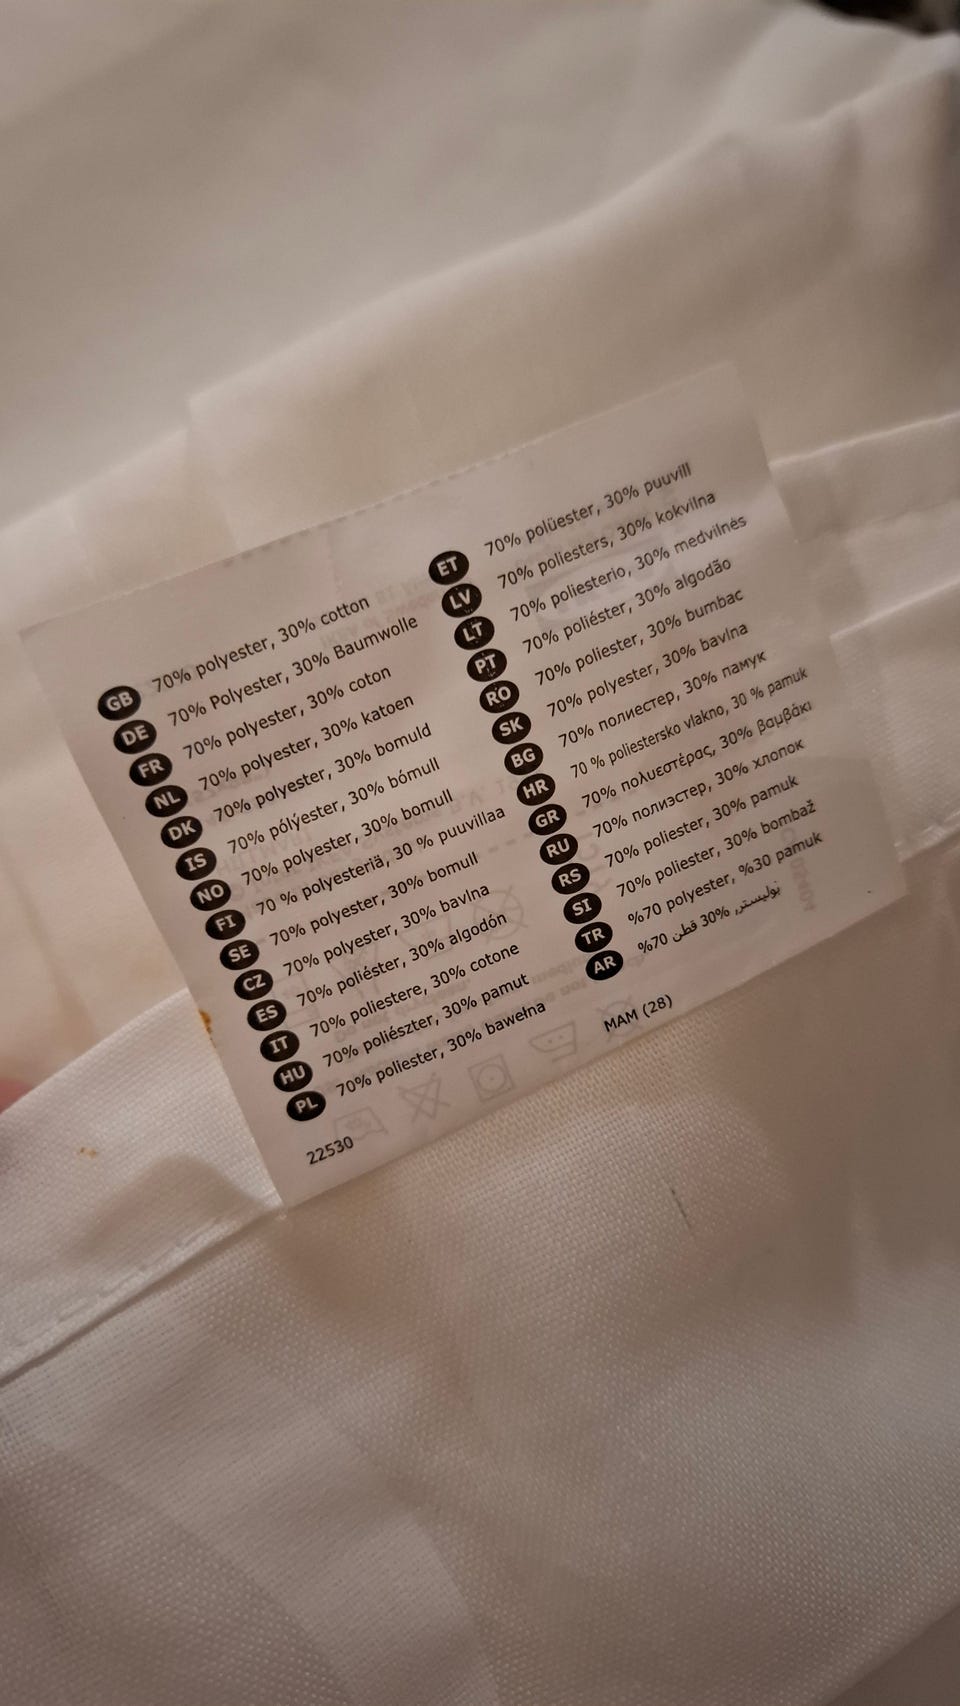 GB 70% polyester, 30% cotton
DE 70% Polyester, 30% Baumwolle
FR 70% polyester, 30% coton
NL 70% polyester, 30% katoen
DK 70% polyester, 30% bomuld
IS 70% pólýester, 30% bómull
NO 70% polyester, 30% bomull
FI 70 % polyesteriä, 30 % puuvillaa
SE 70% polyester, 30% bomull
CZ 70% polyester, 30% bavlna
ES 70% poliéster, 30% algodón
IT 70% poliestere, 30% cotone
HU 70% poliészter, 30% pamut
PL 70% poliester, 30% bawełna
22530
ET 70% polüester, 30% puuvill
LV 70% poliesters, 30% kokvilna
LT 70% poliesterio, 30% medvilnės
PT 70% poliéster, 30% algodão
RO 70% poliester, 30% bumbac
SK 70% polyester, 30% bavlna
BG 70% полиестер, 30% памук
HR 70 % poliestersko vlakno, 30 % pamuk
GR 70% πολυεστέρας, 30% βαμβάκι
RU 70% полиэстер, 30% хлопок
RS 70% poliester, 30% pamuk
SI 70% poliester, 30% bombaž
TR %70 polyester, %30 pamuk
AR %70 بوليستر, 30% قطن
MAM (28)